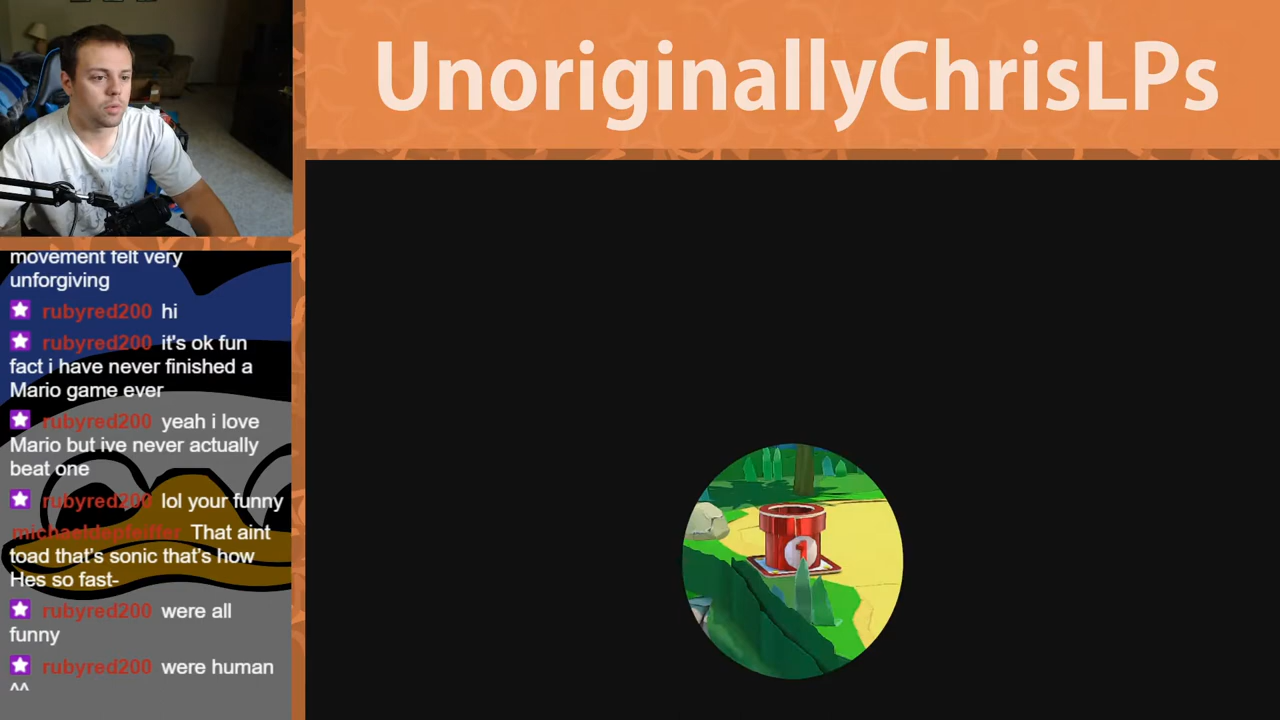 UnoriginallyChrisLPs
movement felt very
unforgiving
rubyred200 hi
rubyred200 it's ok fun
fact i have never finished a
Mario game ever
rubyred200 yeah i love
Mario but ive never actually
beat one
rubyred200 lol your funny
michaeldepfeiffer That aint
toad that's sonic that's how
Hes so fast-
rubyred200 were all
funny
rubyred200 were human
^^
1